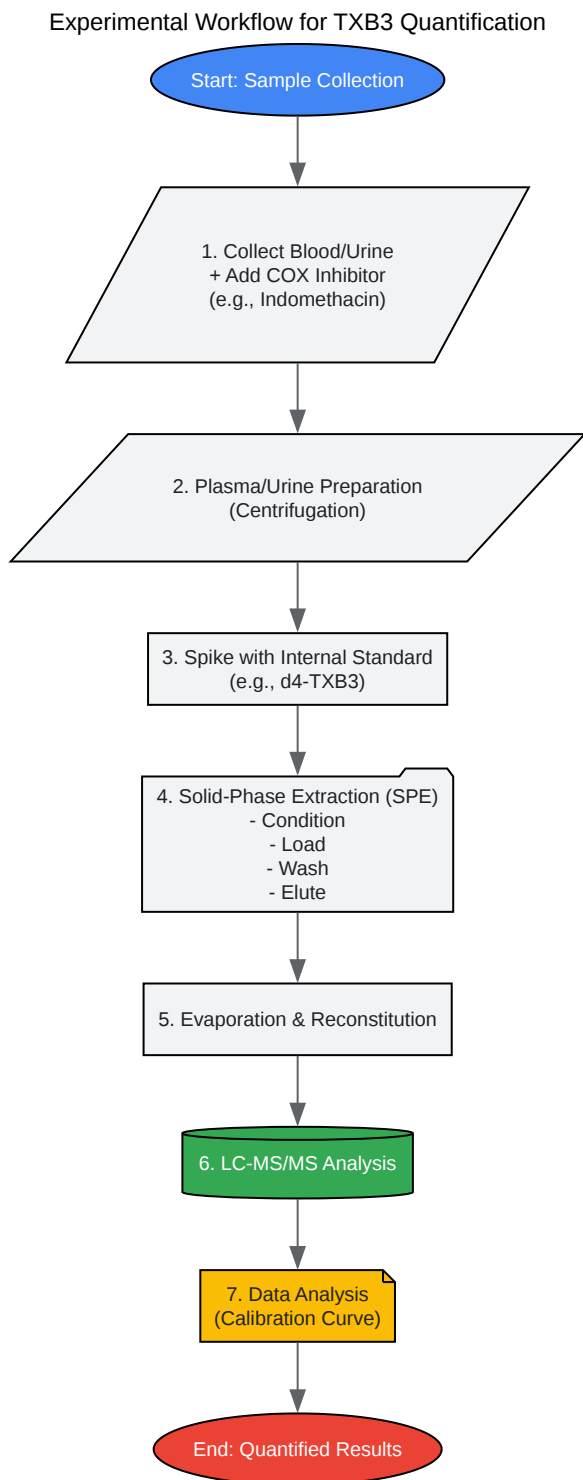 Experimental Workflow for TXB3 Quantification
Start: Sample Collection
1. Collect Blood/Urine
+ Add COX Inhibitor
(e.g., Indomethacin)
2. Plasma/Urine Preparation
(Centrifugation)
3. Spike with Internal Standard
(e.g., d4-TXB3)
4. Solid-Phase Extraction (SPE)
- Condition
- Load
- Wash
- Elute
5. Evaporation & Reconstitution
6. LC-MS/MS Analysis
7. Data Analysis
(Calibration Curve)
End: Quantified Results